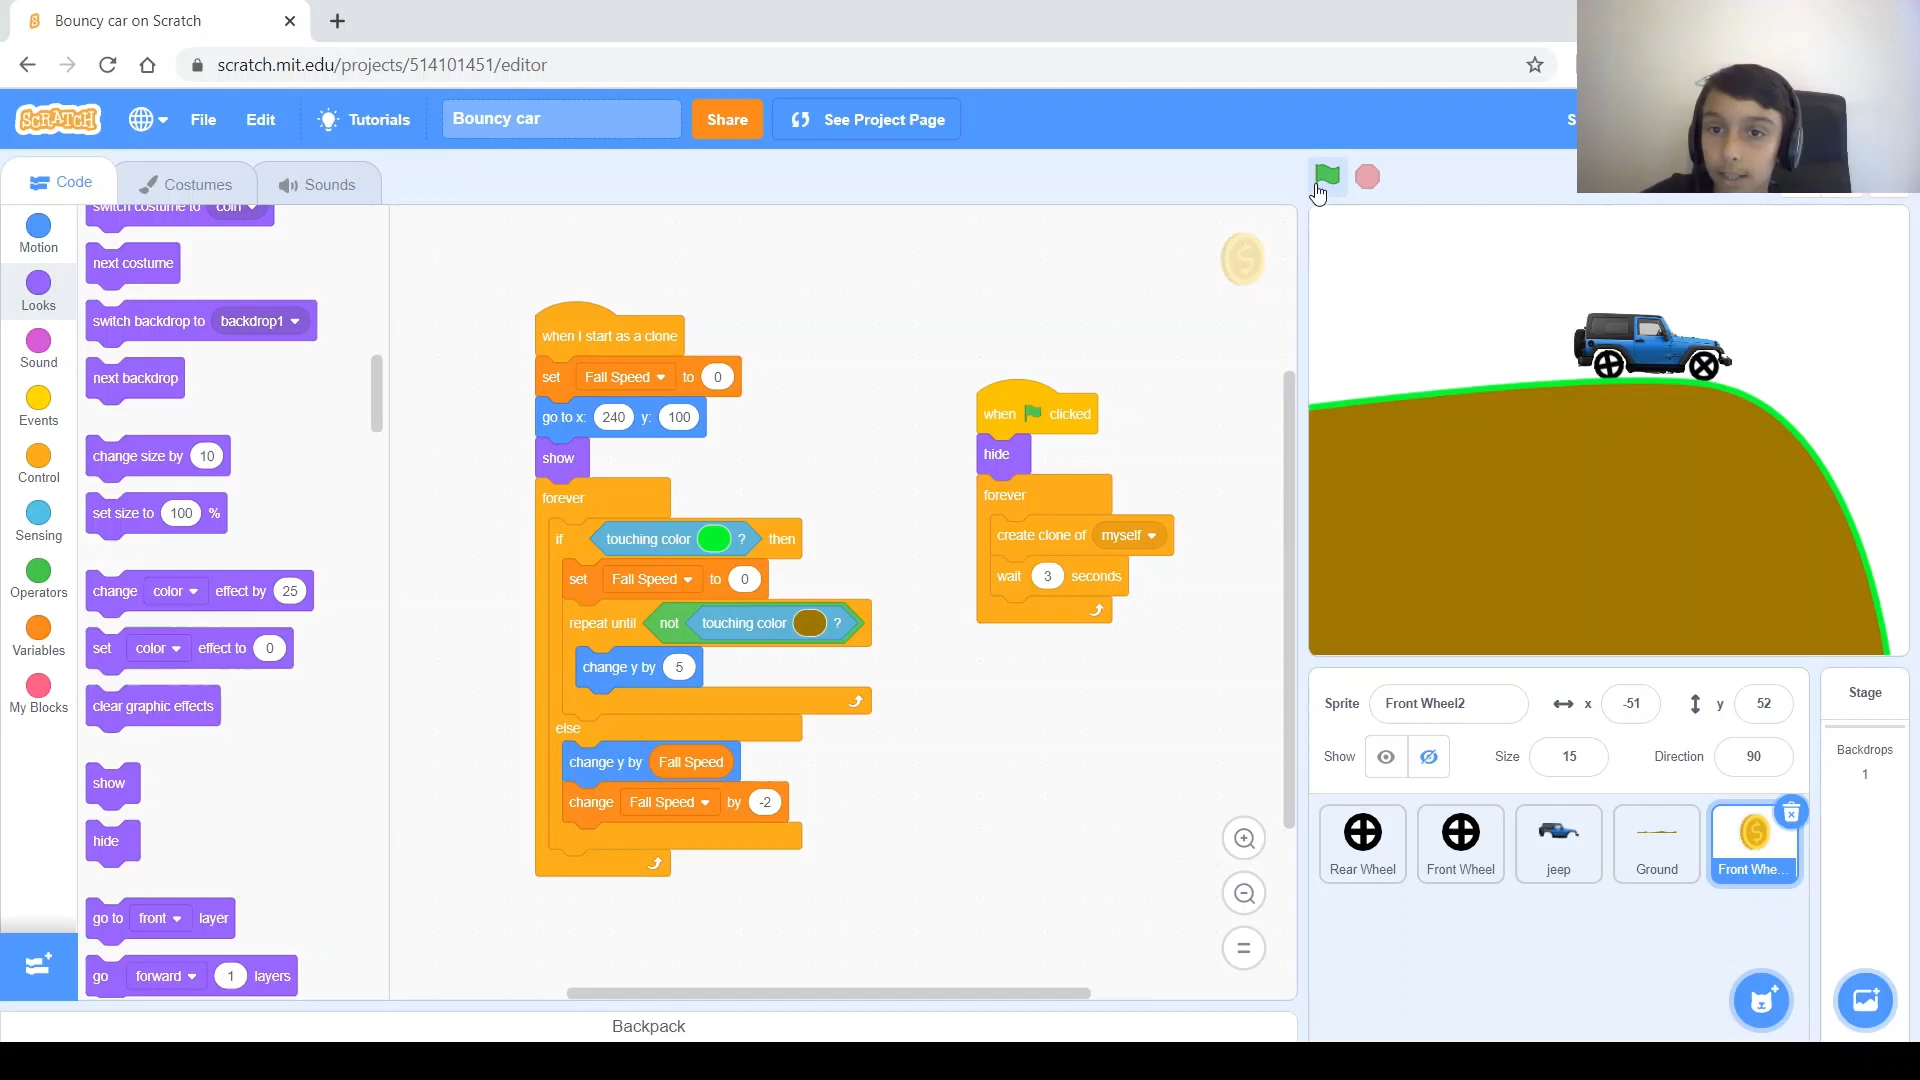 Bouncy car on Scratch
scratch.mit.edu/projects/514101451/editor
SCRATCH
File
Edit
Tutorials
Bouncy car
Share
See Project Page
S
Code
Costumes
Sounds
Motion
Looks
Sound
Events
Control
Sensing
Operators
Variables
My Blocks
switch costume to coin
next costume
switch backdrop to backdrop1
next backdrop
change size by 10
set size to 100 %
change color effect by 25
set color effect to 0
clear graphic effects
show
hide
go to front layer
go forward 1 layers
when I start as a clone
set Fall Speed to 0
go to x: 240 y: 100
show
forever
if touching color ? then
set Fall Speed to 0
repeat until not touching color ?
change y by 5
else
change y by Fall Speed
change Fall Speed by -2
when clicked
hide
forever
create clone of myself
wait 3 seconds
Backpack
Sprite Front Wheel2 x -51 y 52
Show Size 15 Direction 90
Rear Wheel
Front Wheel
jeep
Ground
Front Whe...
Stage
Backdrops
1